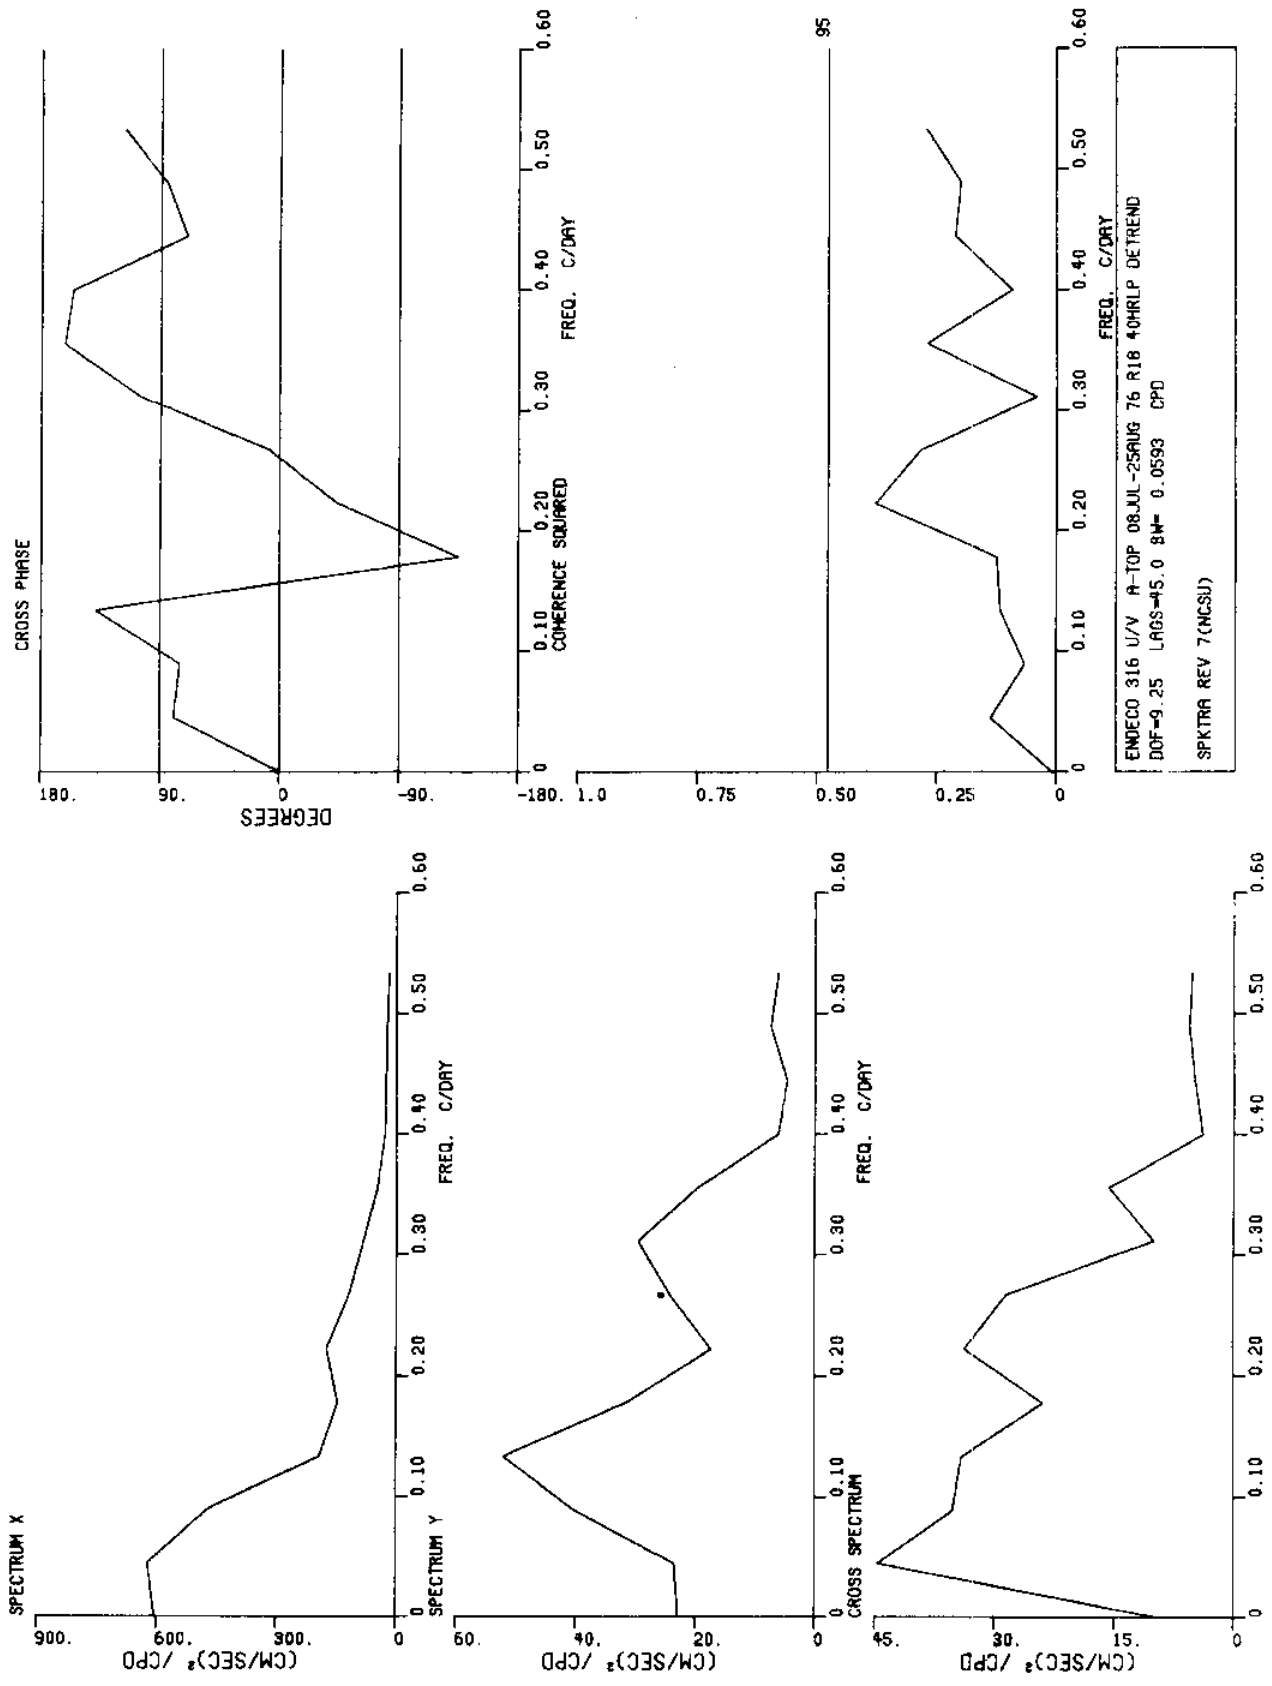 SPECTRUM X
900.
600.
300.
0
(CM/SEC)² /CPD
0 0.10 0.20 0.30 0.40 0.50 0.60
FREQ. C/DAY
SPECTRUM Y
60.
40.
20.
0
(CM/SEC)² /CPD
0 0.10 0.20 0.30 0.40 0.50 0.60
FREQ. C/DAY
CROSS SPECTRUM
45.
30.
15.
0
(CM/SEC)² /CPD
0 0.10 0.20 0.30 0.40 0.50 0.60
CROSS PHASE
180.
90.
0
-90.
-180.
DEGREES
0 0.10 0.20 0.30 0.40 0.50 0.60
FREQ. C/DAY
COHERENCE SQUARED
1.0
0.75
0.50
0.25
0
95
0 0.10 0.20 0.30 0.40 0.50 0.60
FREQ. C/DAY
ENDECO 316 U/V A-TOP 08JUL-25AUG 76 R18 40HRLP DETREND
DOF=9.25 LAGS=45.0 BW= 0.0593 CPD
SPKTRA REV 7(NCSU)